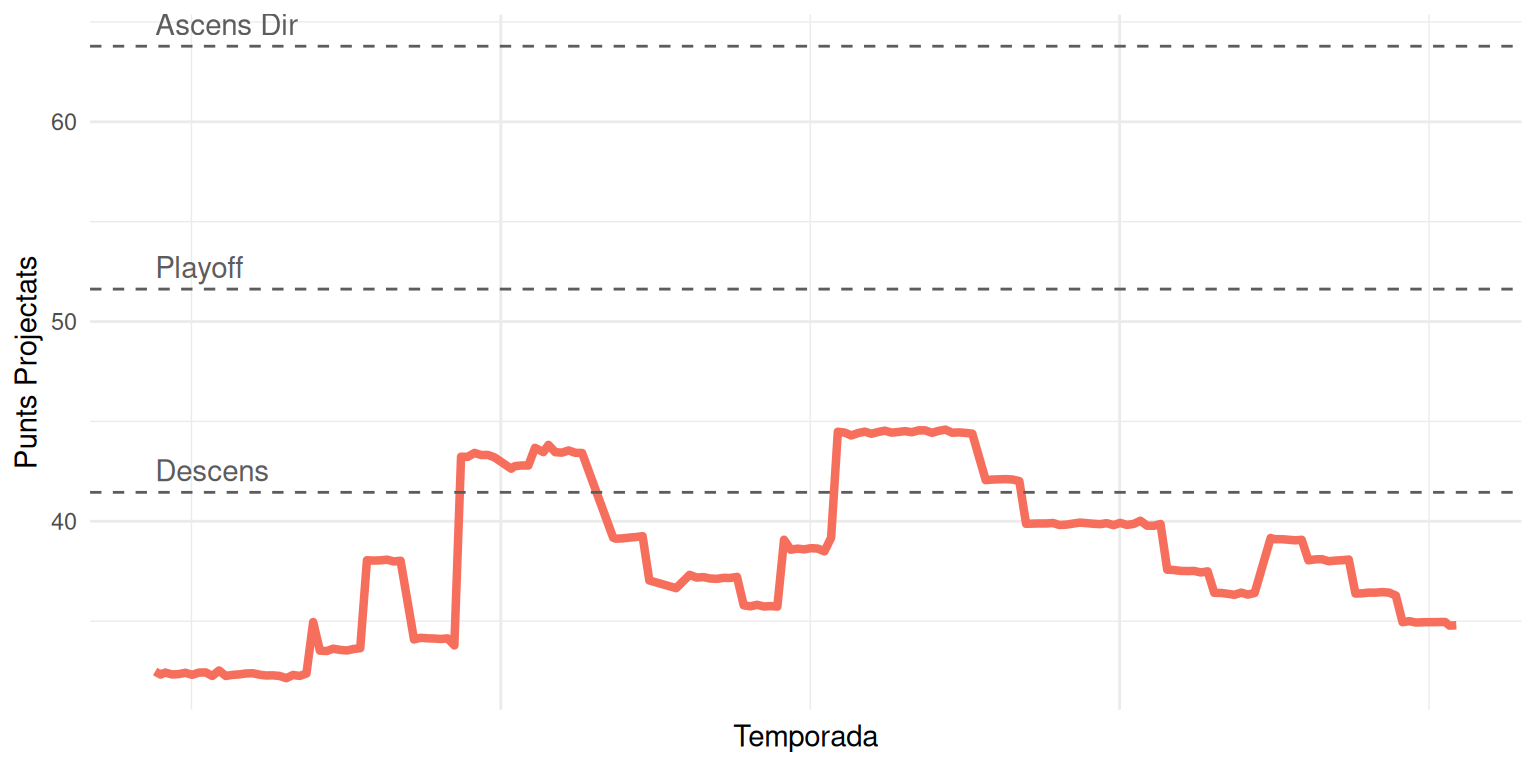 Ascens Dir
60
Playoff
50
Descens
40
Punts Projectats
Temporada